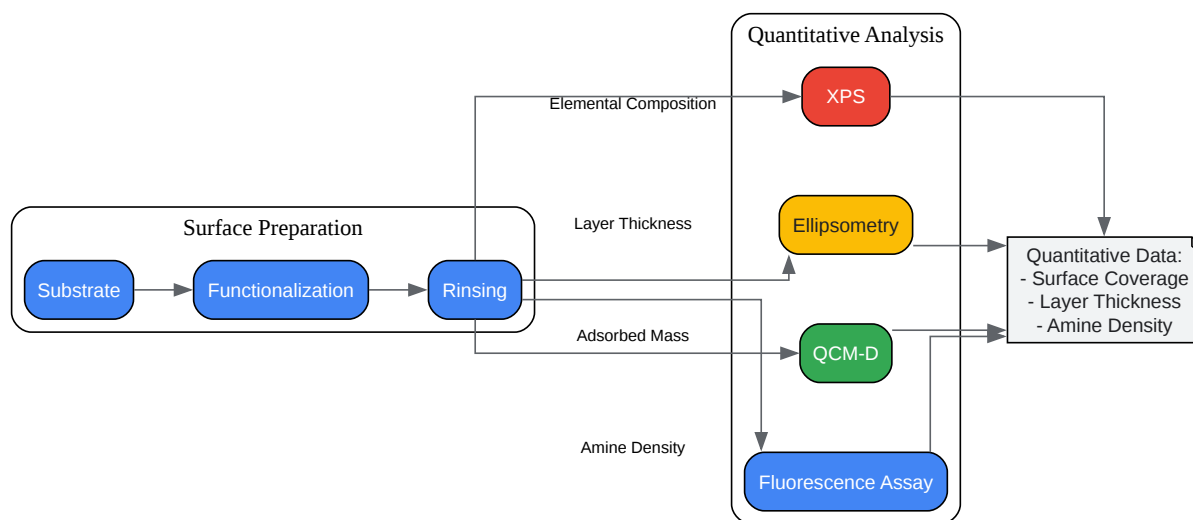 Quantitative Analysis
XPS
Elemental Composition
Layer Thickness
Ellipsometry
Surface Preparation
Substrate
Functionalization
Rinsing
Quantitative Data:
- Surface Coverage
- Layer Thickness
- Amine Density
Adsorbed Mass
QCM-D
Amine Density
Fluorescence Assay